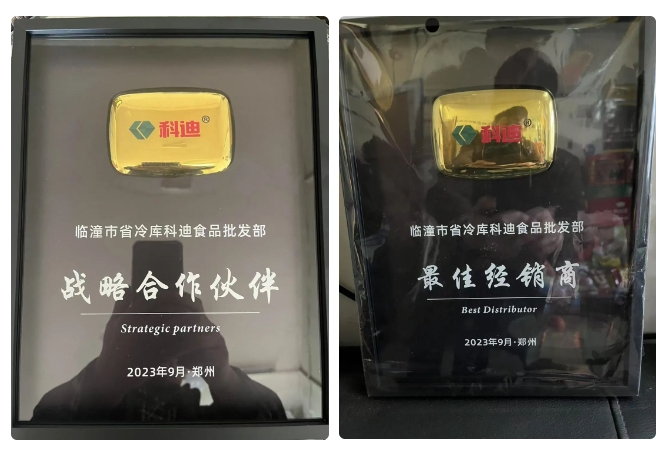 科迪®
临潼市省冷库科迪食品批发部
战略合作伙伴
Strategic partners
2023年9月·郑州
科迪®
临潼市省冷库科迪食品批发部
最佳经销商
Best Distributor
2023年9月·郑州